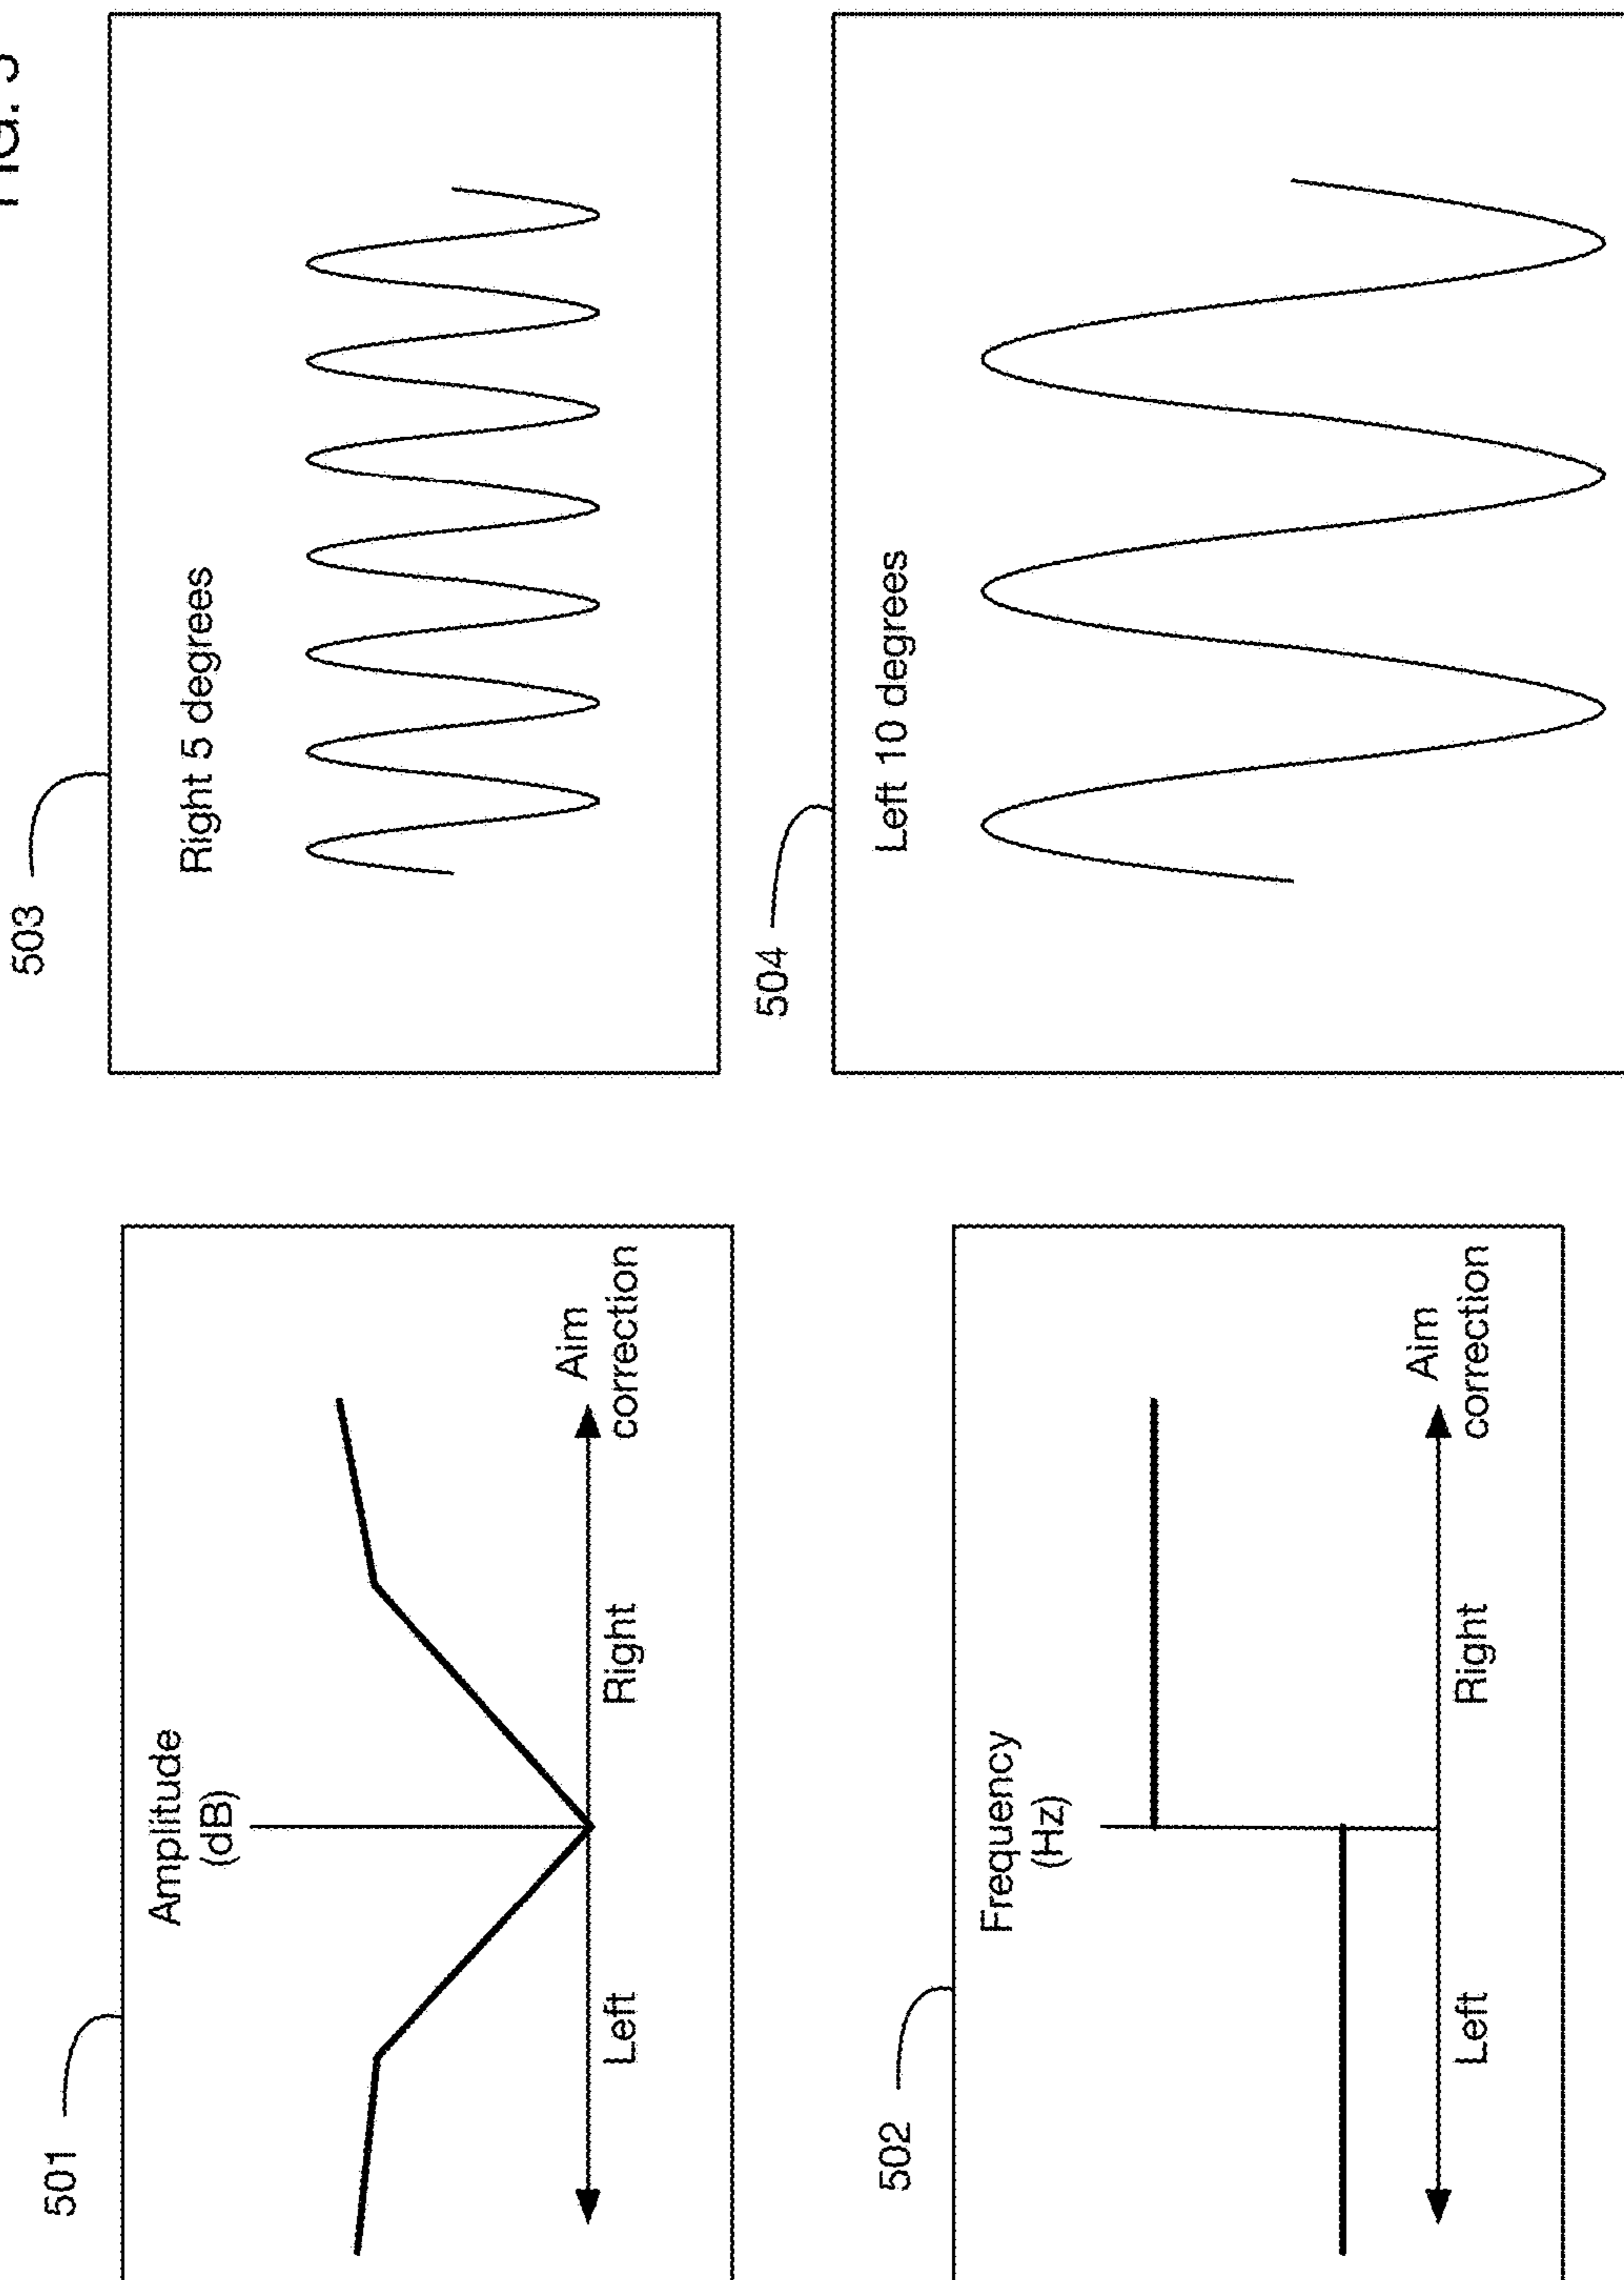 FIG.
501
Amplitude
(dB)
Left
Right
Aim
correction
502
Frequency
(Hz)
Left
Right
Aim
correction
503
Right 5 degrees
504
Left 10 degrees